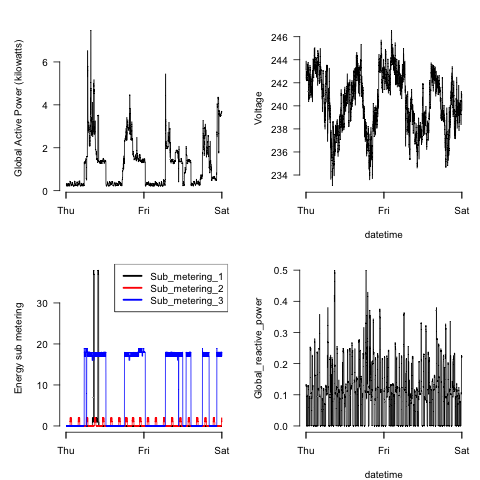 Global Active Power (kilowatts)
6
4
2
0
Thu
Fri
Sat
Voltage
246
244
242
240
238
236
234
Thu
Fri
Sat
datetime
Energy sub metering
30
20
10
0
Sub_metering_1
Sub_metering_2
Sub_metering_3
Thu
Fri
Sat
Global_reactive_power
0.5
0.4
0.3
0.2
0.1
0.0
Thu
Fri
Sat
datetime